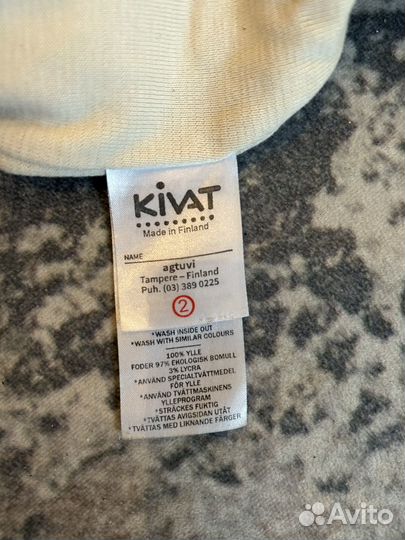 KiVAT
Made in Finland
NAME
agtuvi
Tampere – Finland
Puh. (03) 389 0225
2
*WASH INSIDE OUT
*WASH WITH SIMILAR COLOURS
100% YLLE
FODER 97% EKOLOGISK BOMULL
3% LYCRA
*ANVÄND SPECIALTVÄTTMEDEL
FÖR YLLE
*ANVÄND TVÄTTMASKINENS
YLLEPROGRAM
*STRÄCKES FUKTIG
*TVÄTTAS AVIGSIDAN UTÅT
*TVÄTTAS MED LIKNANDE FÄRGER
Avito